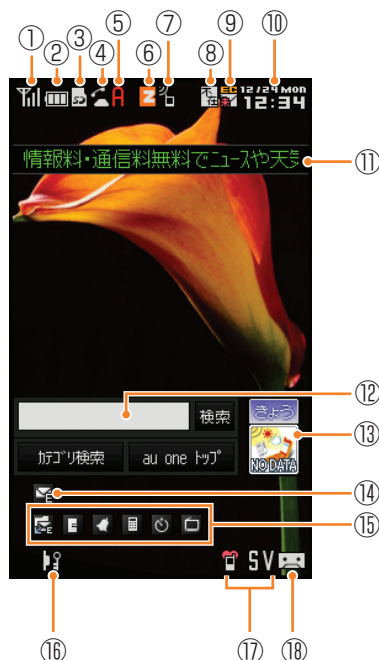 ① ② ③ ④ ⑤ ⑥ ⑦ ⑧ ⑨ ⑩
A Z 不在 EC 12/24 MON
12:34
情報料・通信料無料でニュースや天気 ⑪
⑫
検索 きょう
カテゴリ検索 au one トップ NO DATA ⑬
E ⑭
E ⑮
SV
⑯ ⑰ ⑱